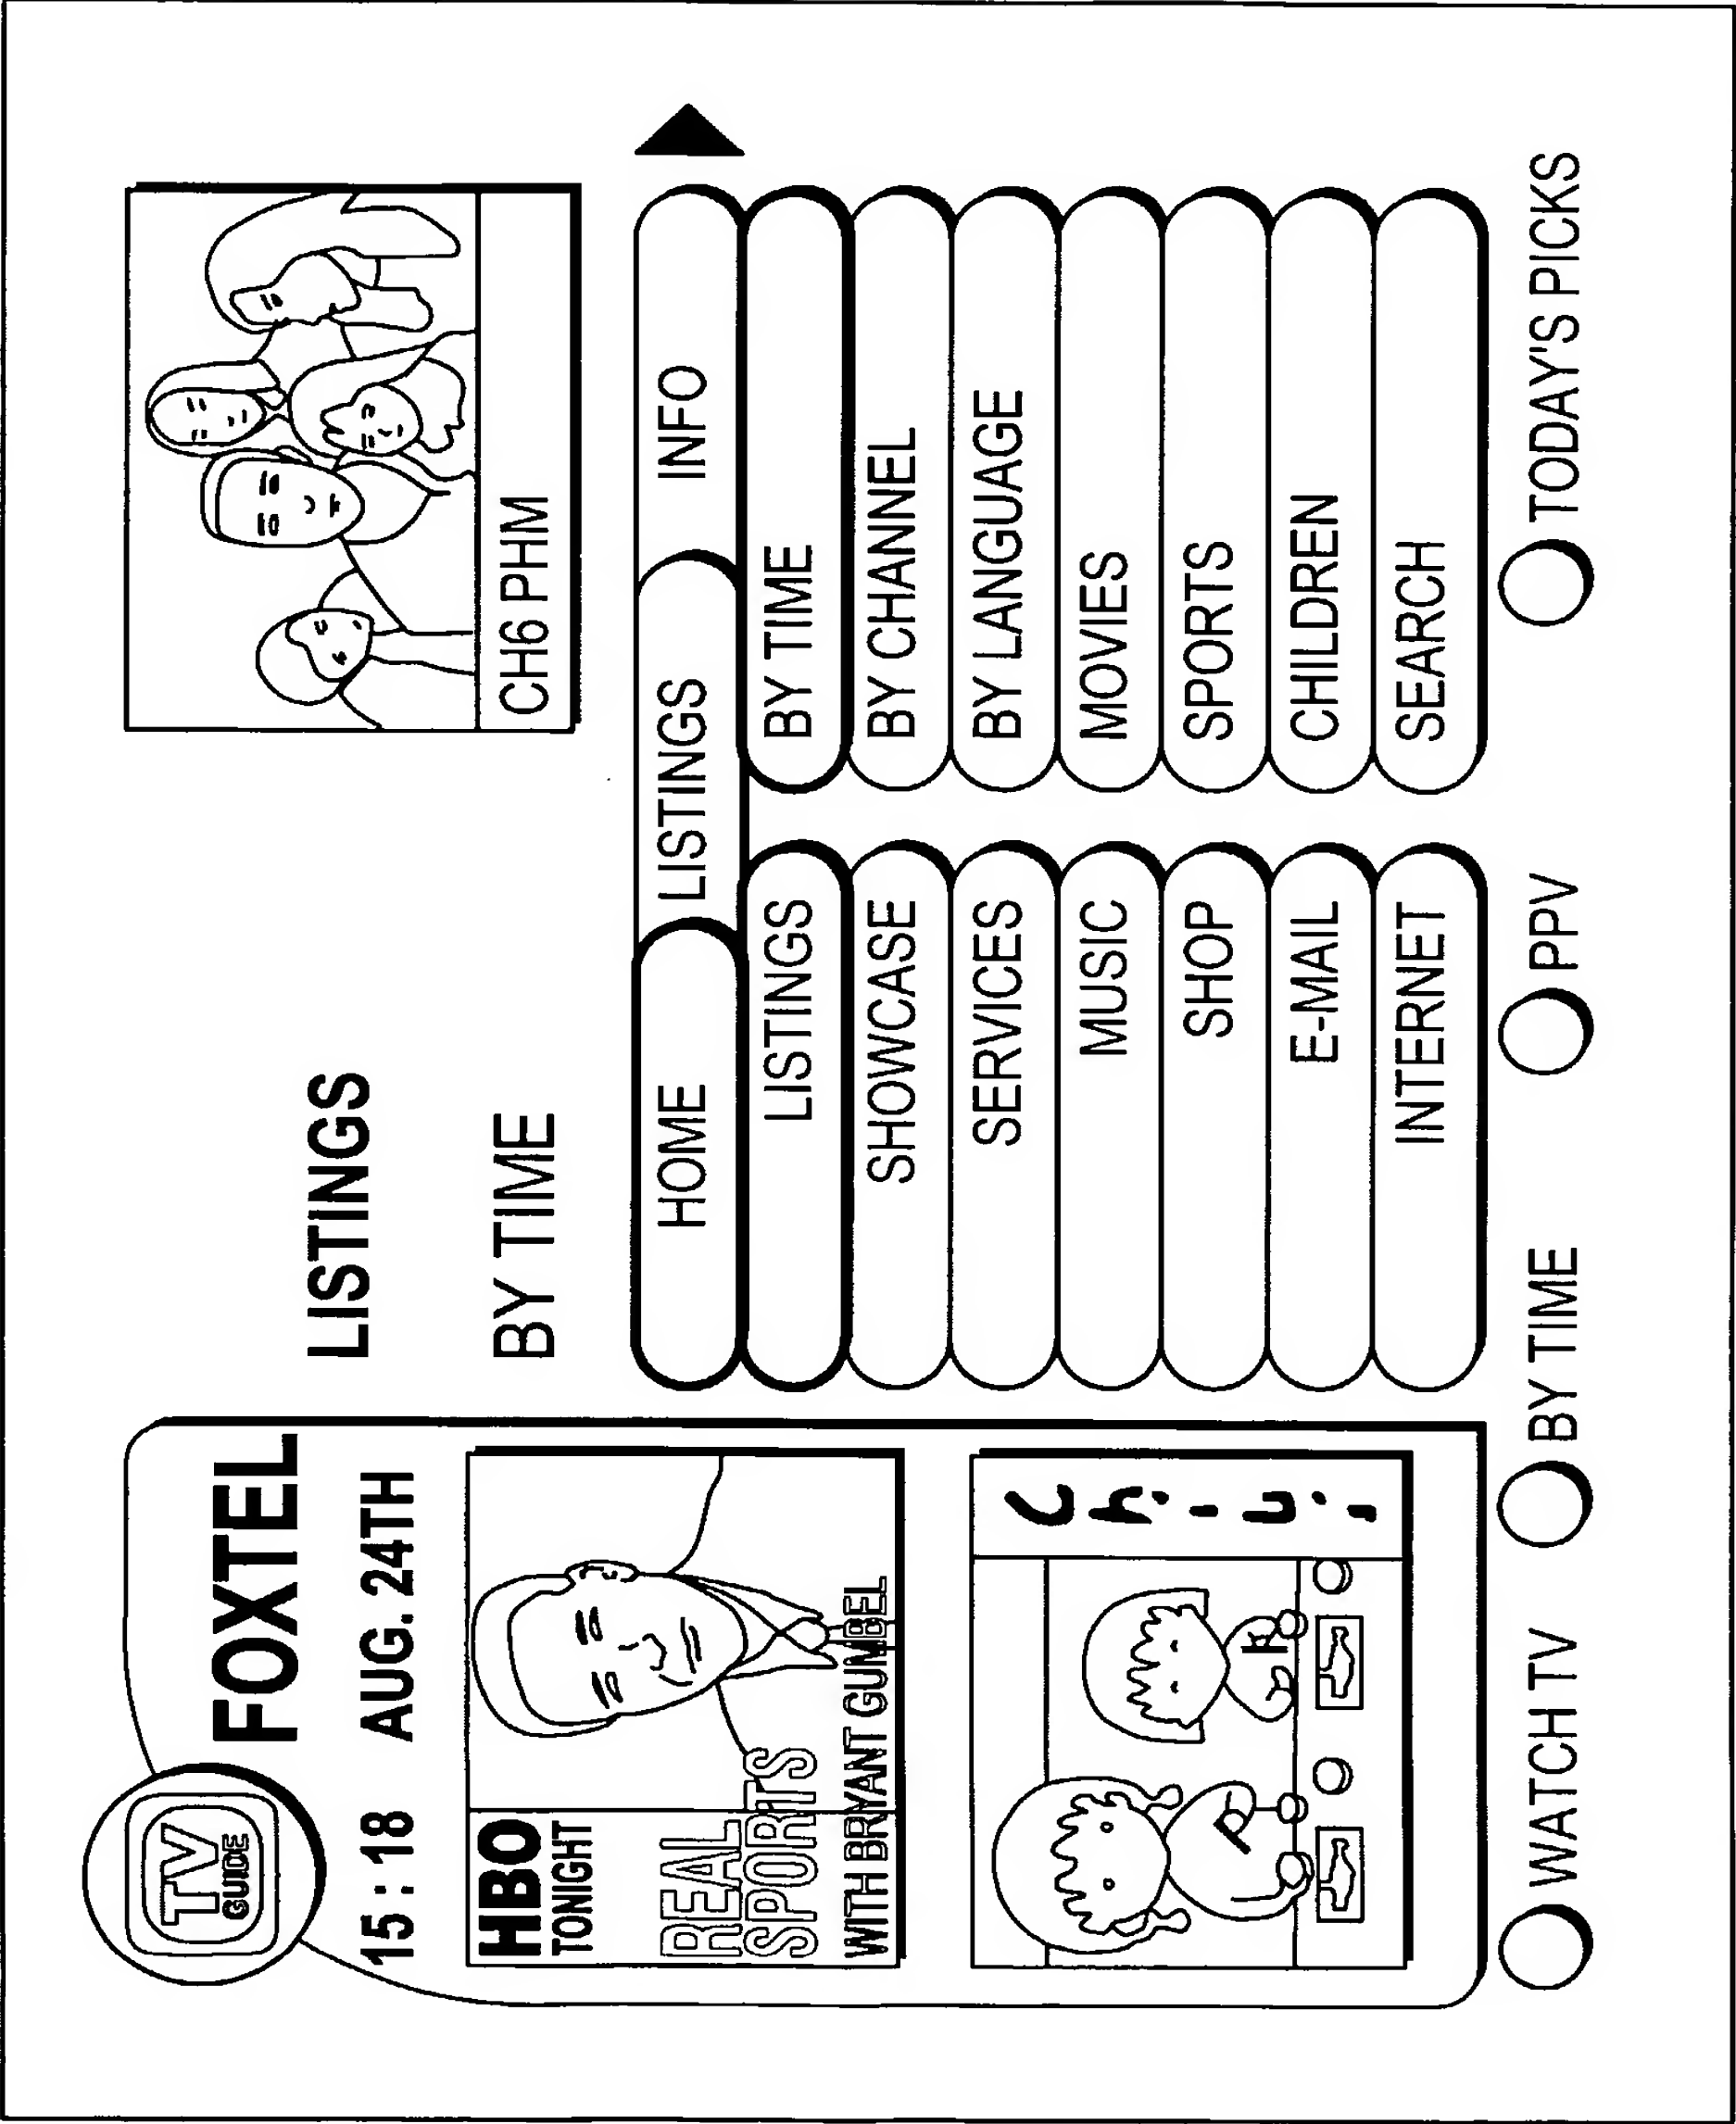 TV
GUIDE
FOXTEL
15 : 18 AUG. 24TH
HBO
TONIGHT
REAL
SPORTS
WITH BRYANT GUMBEL
LISTINGS
BY TIME
CH6 PHM
HOME LISTINGS INFO
LISTINGS BY TIME
SHOWCASE BY CHANNEL
SERVICES BY LANGUAGE
MUSIC MOVIES
SHOP SPORTS
E-MAIL CHILDREN
INTERNET SEARCH
WATCH TV BY TIME PPV TODAY'S PICKS